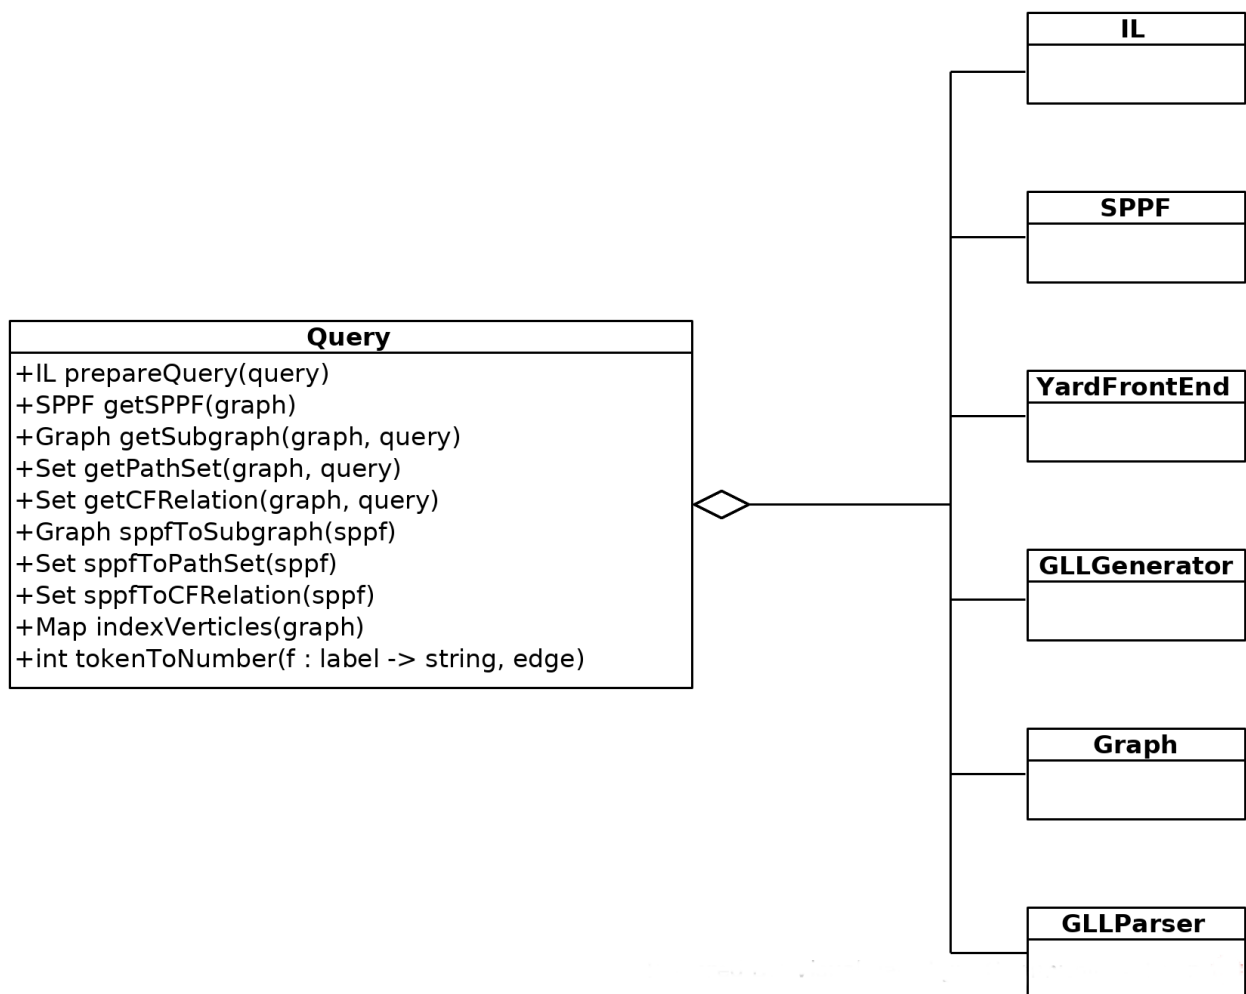 IL
SPPF
Query
+IL prepareQuery(query)
+SPPF getSPPF(graph)
+Graph getSubgraph(graph, query)
+Set getPathSet(graph, query)
+Set getCFRelation(graph, query)
+Graph sppfToSubgraph(sppf)
+Set sppfToPathSet(sppf)
+Set sppfToCFRelation(sppf)
+Map indexVerticles(graph)
+int tokenToNumber(f : label -> string, edge)
YardFrontEnd
GLLGenerator
Graph
GLLParser